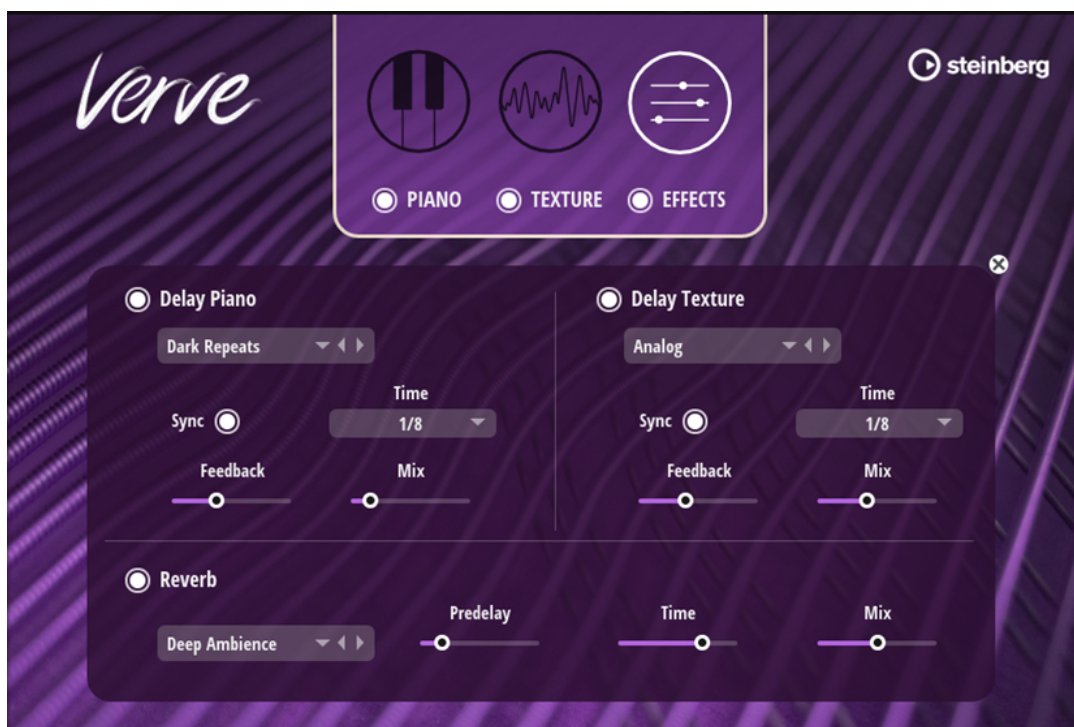 Verve
steinberg
PIANO TEXTURE EFFECTS
Delay Piano
Dark Repeats
Time
Sync 1/8
Feedback Mix
Delay Texture
Analog
Time
Sync 1/8
Feedback Mix
Reverb
Predelay Time Mix
Deep Ambience